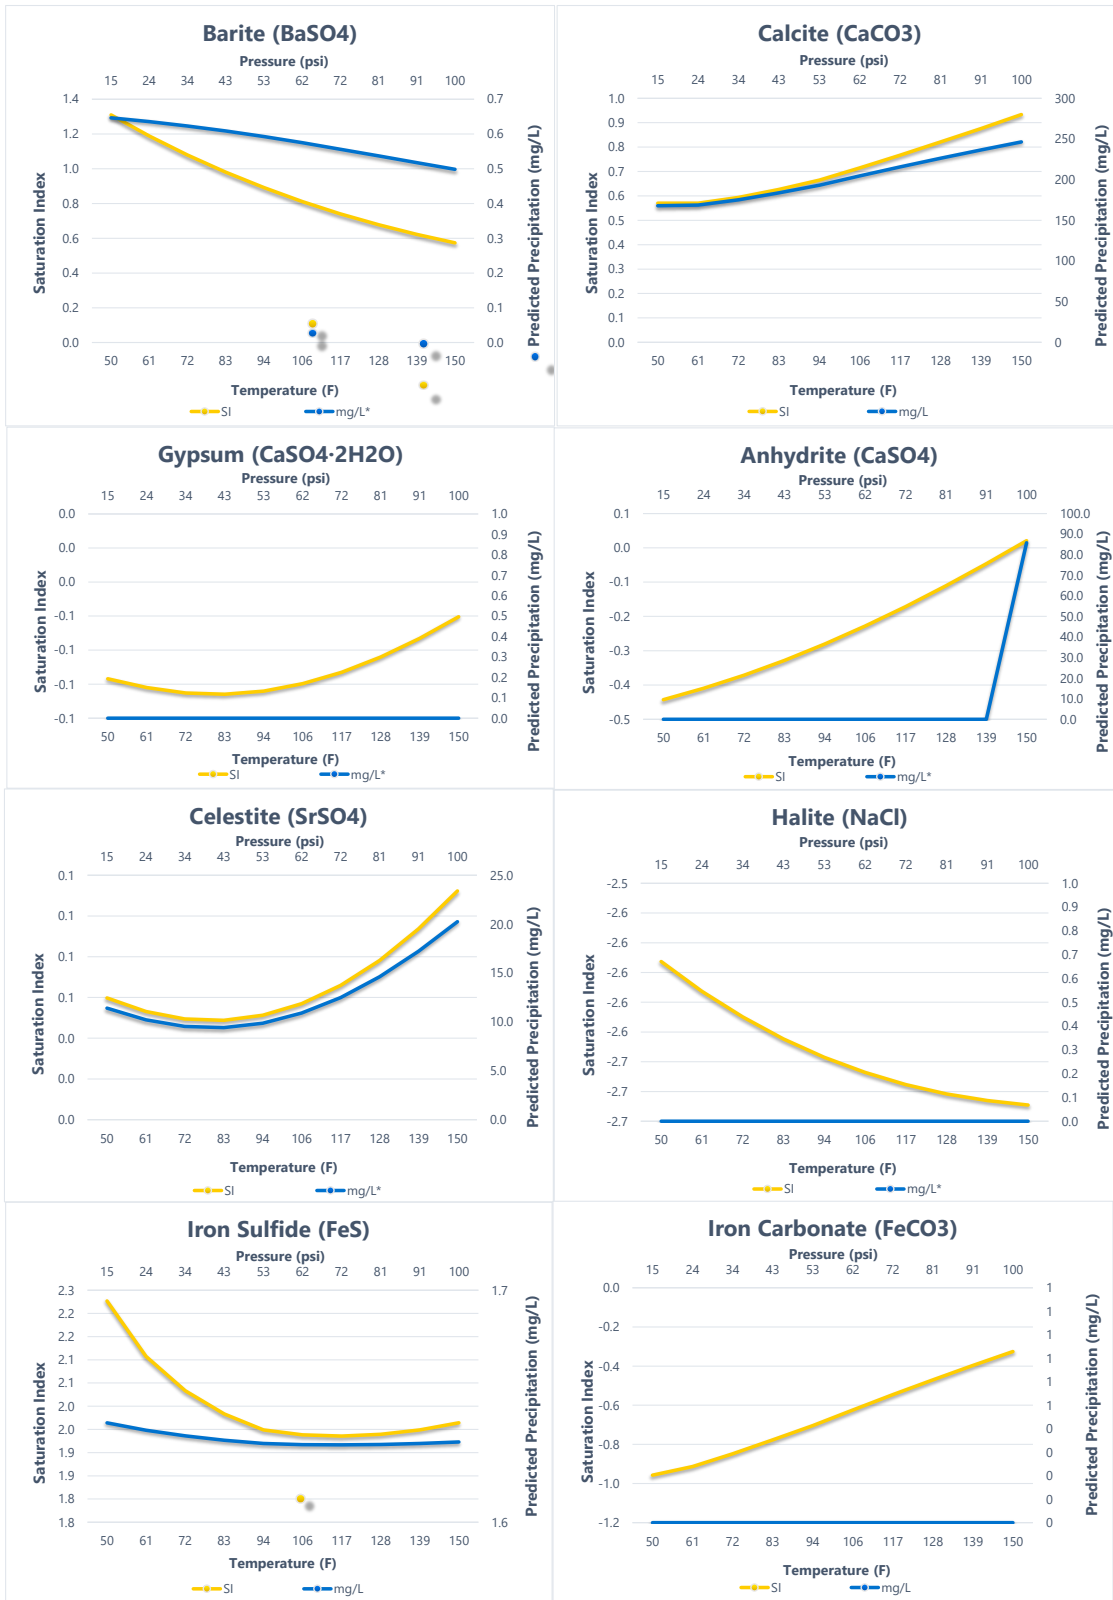 Barite (BaSO4)
Pressure (psi)
15 24 34 43 53 62 72 81 91 100
1.4 0.7
1.2 0.6
1.0 0.5
0.8 0.4
0.6 0.3
0.4 0.2
0.2 0.1
0.0 0.0
Saturation Index
Predicted Precipitation (mg/L)
50 61 72 83 94 106 117 128 139 150
Temperature (F)
SI mg/L*
Calcite (CaCO3)
Pressure (psi)
15 24 34 43 53 62 72 81 91 100
1.0
0.9
0.8
0.7
0.6
0.5
0.4
0.3
0.2
0.1
0.0
300
250
200
150
100
50
0
Saturation Index
Predicted Precipitation (mg/L)
50 61 72 83 94 106 117 128 139 150
Temperature (F)
SI mg/L
Gypsum (CaSO4·2H2O)
Pressure (psi)
15 24 34 43 53 62 72 81 91 100
0.0
0.0
0.0
-0.1
-0.1
-0.1
-0.1
1.0
0.9
0.8
0.7
0.6
0.5
0.4
0.3
0.2
0.1
0.0
Saturation Index
Predicted Precipitation (mg/L)
50 61 72 83 94 106 117 128 139 150
Temperature (F)
SI mg/L*
Anhydrite (CaSO4)
Pressure (psi)
15 24 34 43 53 62 72 81 91 100
0.1
0.0
-0.1
-0.2
-0.3
-0.4
-0.5
100.0
90.0
80.0
70.0
60.0
50.0
40.0
30.0
20.0
10.0
0.0
Saturation Index
Predicted Precipitation (mg/L)
50 61 72 83 94 106 117 128 139 150
Temperature (F)
SI mg/L*
Celestite (SrSO4)
Pressure (psi)
15 24 34 43 53 62 72 81 91 100
0.1
0.1
0.1
0.1
0.0
0.0
0.0
25.0
20.0
15.0
10.0
5.0
0.0
Saturation Index
Predicted Precipitation (mg/L)
50 61 72 83 94 106 117 128 139 150
Temperature (F)
SI mg/L*
Halite (NaCl)
Pressure (psi)
15 24 34 43 53 62 72 81 91 100
-2.5
-2.6
-2.6
-2.6
-2.6
-2.6
-2.7
-2.7
-2.7
1.0
0.9
0.8
0.7
0.6
0.5
0.4
0.3
0.2
0.1
0.0
Saturation Index
Predicted Precipitation (mg/L)
50 61 72 83 94 106 117 128 139 150
Temperature (F)
SI mg/L*
Iron Sulfide (FeS)
Pressure (psi)
15 24 34 43 53 62 72 81 91 100
2.3
2.2
2.2
2.1
2.1
2.0
2.0
1.9
1.9
1.8
1.8
1.7
1.6
Saturation Index
Predicted Precipitation (mg/L)
50 61 72 83 94 106 117 128 139 150
Temperature (F)
SI mg/L
Iron Carbonate (FeCO3)
Pressure (psi)
15 24 34 43 53 62 72 81 91 100
0.0
-0.2
-0.4
-0.6
-0.8
-1.0
-1.2
1
1
1
1
1
1
0
0
0
0
0
Saturation Index
Predicted Precipitation (mg/L)
50 61 72 83 94 106 117 128 139 150
Temperature (F)
SI mg/L